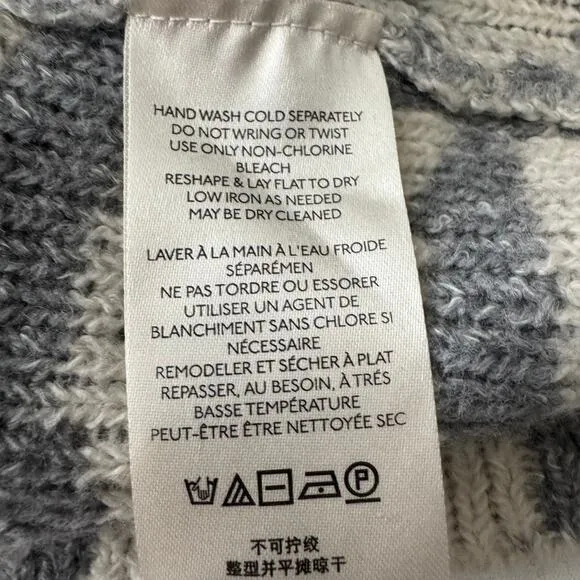 HAND WASH COLD SEPARATELY
DO NOT WRING OR TWIST
USE ONLY NON-CHLORINE
BLEACH
RESHAPE & LAY FLAT TO DRY
LOW IRON AS NEEDED
MAY BE DRY CLEANED
LAVER À LA MAIN À L'EAU FROIDE
SÉPARÉMEN
NE PAS TORDRE OU ESSORER
UTILISER UN AGENT DE
BLANCHIMENT SANS CHLORE SI
NÉCESSAIRE
REMODELER ET SÉCHER À PLAT
REPASSER, AU BESOIN, À TRÉS
BASSE TEMPÉRATURE
PEUT-ÊTRE ÊTRE NETTOYÉE SEC
P
不可拧绞
整型并平摊晾干